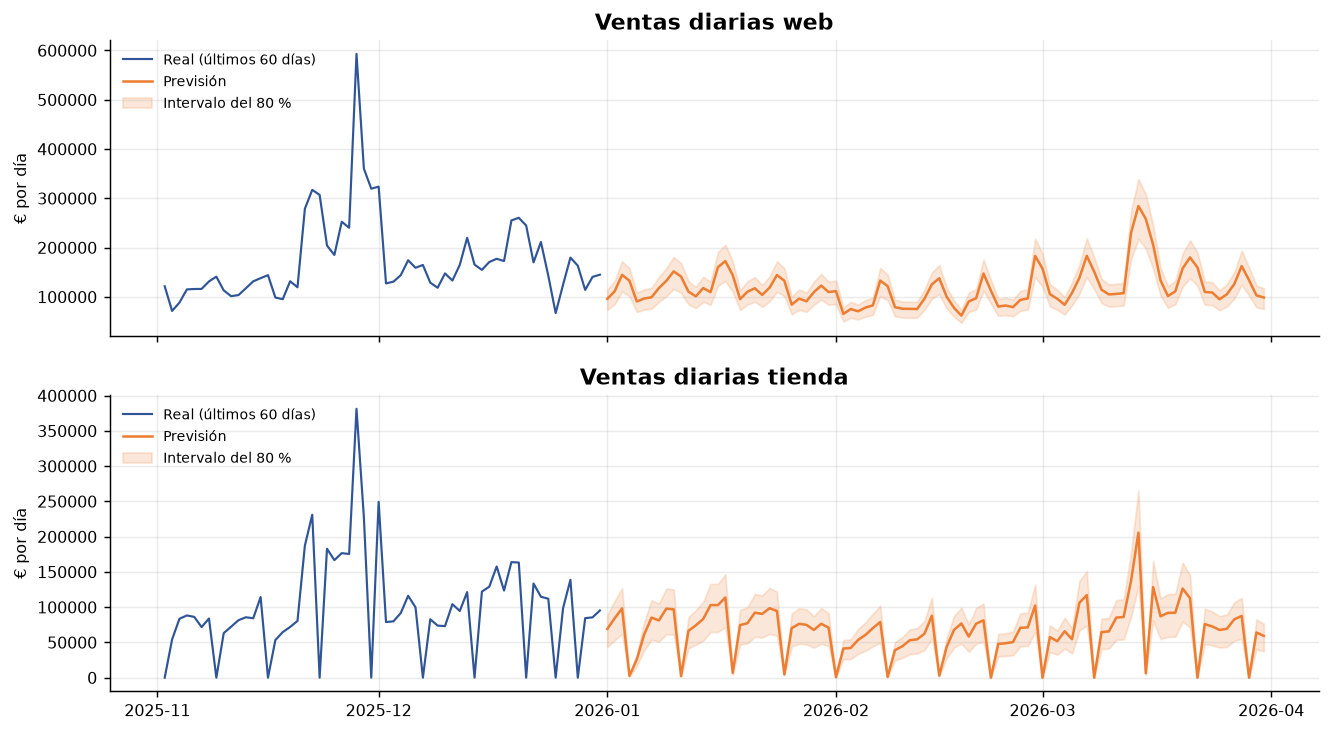 Ventas diarias web
600000
500000
400000
300000
200000
100000
€ por día
Real (últimos 60 días)
Previsión
Intervalo del 80 %
Ventas diarias tienda
400000
350000
300000
250000
200000
150000
100000
50000
0
€ por día
Real (últimos 60 días)
Previsión
Intervalo del 80 %
2025-11
2025-12
2026-01
2026-02
2026-03
2026-04